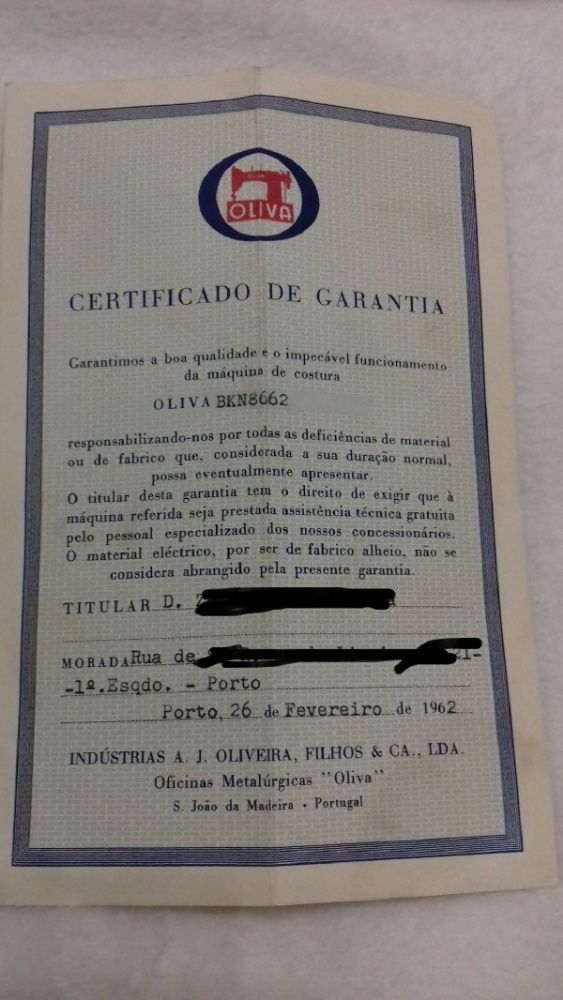 OLIVA
CERTIFICADO DE GARANTIA
Garantimos a boa qualidade e o impecável funcionamento
da máquina de costura
OLIVA BKN8662
responsabilizando-nos por todas as deficiências de material
ou de fabrico que, considerada a sua duração normal,
possa eventualmente apresentar.
O titular desta garantia tem o direito de exigir que à
máquina referida seja prestada assistência técnica gratuita
pelo pessoal especializado dos nossos concessionários.
O material eléctrico, por ser de fabrico alheio, não se
considera abrangido pela presente garantia.
TITULAR D.
MORADA Rua de
-1º.Esqdo. - Porto
Porto, 26 de Fevereiro de 1962
INDÚSTRIAS A. J. OLIVEIRA, FILHOS & CA., LDA.
Oficinas Metalúrgicas "Oliva"
S. João da Madeira • Portugal